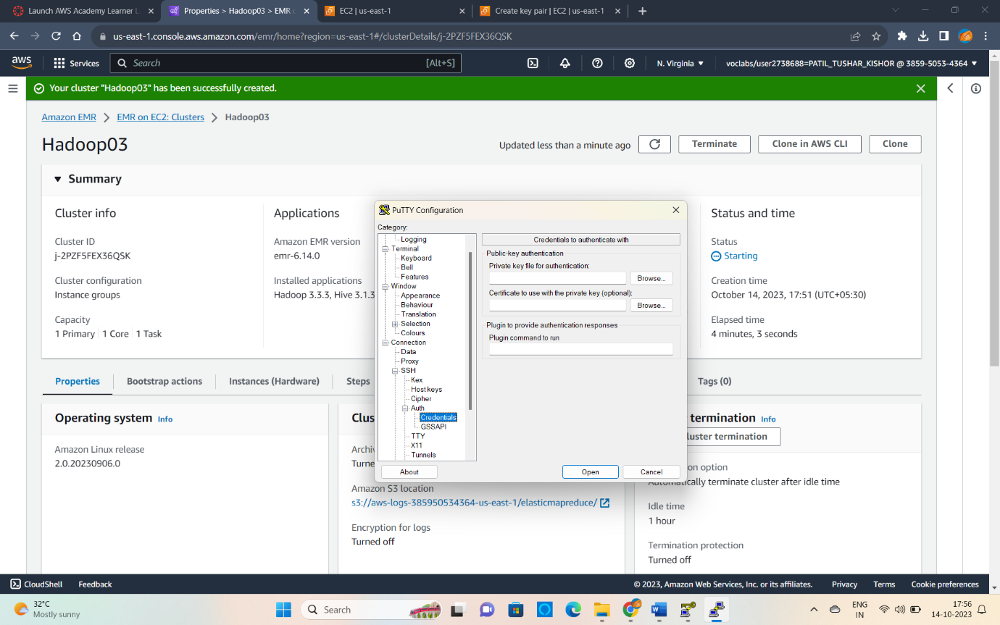 Launch AWS Academy Learner L
Properties > Hadoop03 > EMR
EC2 | us-east-1
Create key pair | EC2 | us-east-1
us-east-1.console.aws.amazon.com/emr/home?region=us-east-1#/clusterDetails/j-2PZF5FEX36QSK
aws
Services
Search
[Alt+S]
N. Virginia
voclabs/user2738688=PATIL_TUSHAR_KISHOR @ 3859-5053-4364
Your cluster "Hadoop03" has been successfully created.
Amazon EMR
EMR on EC2: Clusters
Hadoop03
Hadoop03
Updated less than a minute ago
Terminate
Clone in AWS CLI
Clone
Summary
Cluster info
Cluster ID
j-2PZF5FEX36QSK
Cluster configuration
Instance groups
Capacity
1 Primary
1 Core
1 Task
Applications
Amazon EMR version
emr-6.14.0
Installed applications
Hadoop 3.3.3, Hive 3.1.3
Status and time
Status
Starting
Creation time
October 14, 2023, 17:51 (UTC+05:30)
Elapsed time
4 minutes, 3 seconds
PuTTY Configuration
Category:
Logging
Terminal
Keyboard
Bell
Features
Window
Appearance
Behaviour
Translation
Selection
Colours
Connection
Data
Proxy
SSH
Kex
Host keys
Cipher
Auth
Credentials
GSSAPI
TTY
X11
Tunnels
Credentials to authenticate with
Public-key authentication
Private key file for authentication:
Browse...
Certificate to use with the private key (optional):
Browse...
Plugin to provide authentication responses
Plugin command to run
About
Open
Cancel
Properties
Bootstrap actions
Instances (Hardware)
Steps
Tags (0)
Operating system
Info
Amazon Linux release
2.0.20230906.0
Clus
Archiv
Turne
Amazon S3 location
s3://aws-logs-385950534364-us-east-1/elasticmapreduce/
Encryption for logs
Turned off
termination
Info
luster termination
on option
Automatically terminate cluster after idle time
Idle time
1 hour
Termination protection
Turned off
CloudShell
Feedback
© 2023, Amazon Web Services, Inc. or its affiliates.
Privacy
Terms
Cookie preferences
32°C
Mostly sunny
Search
ENG
IN
17:56
14-10-2023